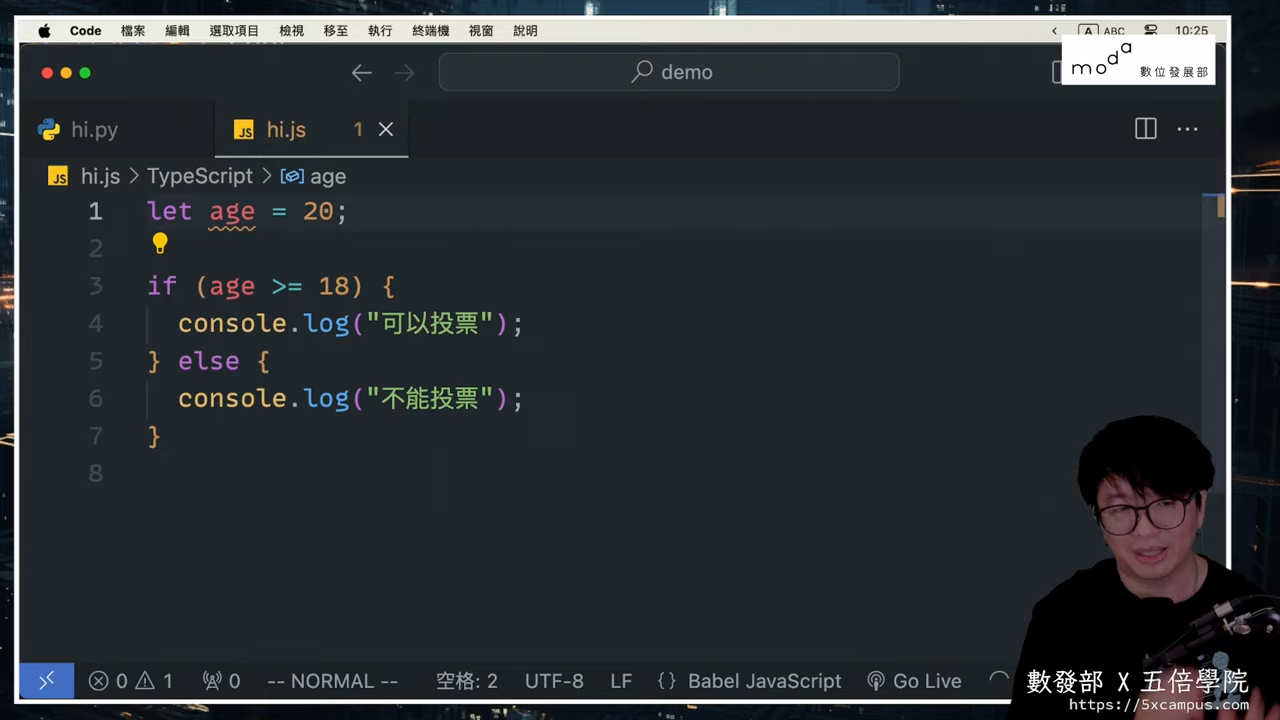 Code 檔案 編輯 選取項目 檢視 移至 執行 終端機 視窗 說明 A ABC 10:25
moda 數位發展部
demo
hi.py
JS hi.js 1
JS hi.js > TypeScript > age
1 let age = 20;
2
3 if (age >= 18) {
4 console.log("可以投票");
5 } else {
6 console.log("不能投票");
7 }
8
0 1 0 -- NORMAL -- 空格: 2 UTF-8 LF {} Babel JavaScript Go Live
數發部 X 五倍學院
https://5xcampus.com